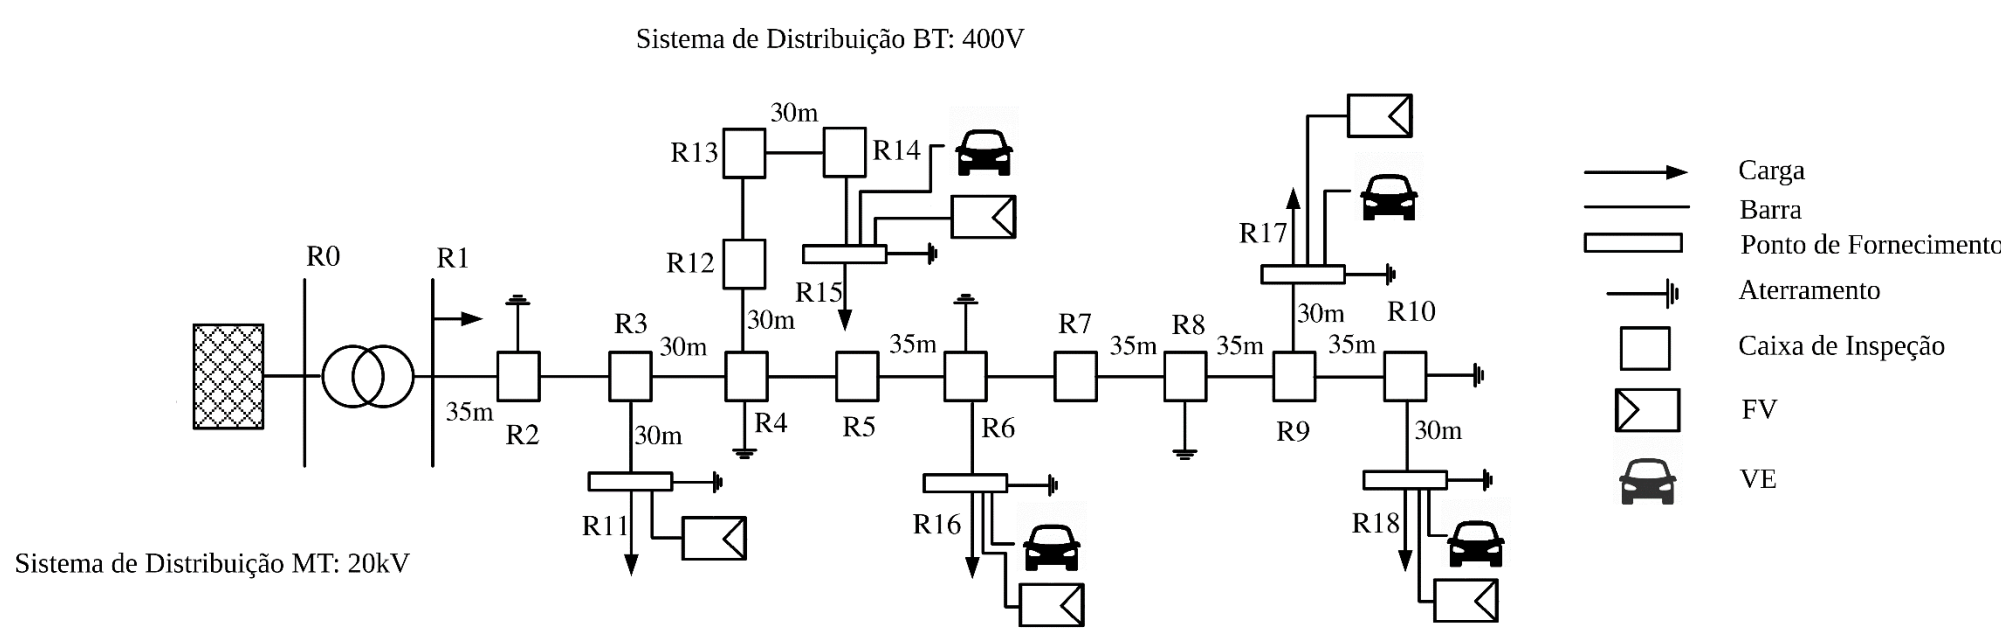 Sistema de Distribuição BT: 400V
30m
R13
R14
R17
R12
R15
30m
R0
R1
R3
30m
35m
R7
R8
35m
35m
30m
35m
R10
35m
R2
30m
R4
R5
R6
R9
30m
R11
R16
R18
Sistema de Distribuição MT: 20kV
Carga
Barra
Ponto de Fornecimento
Aterramento
Caixa de Inspeção
FV
VE